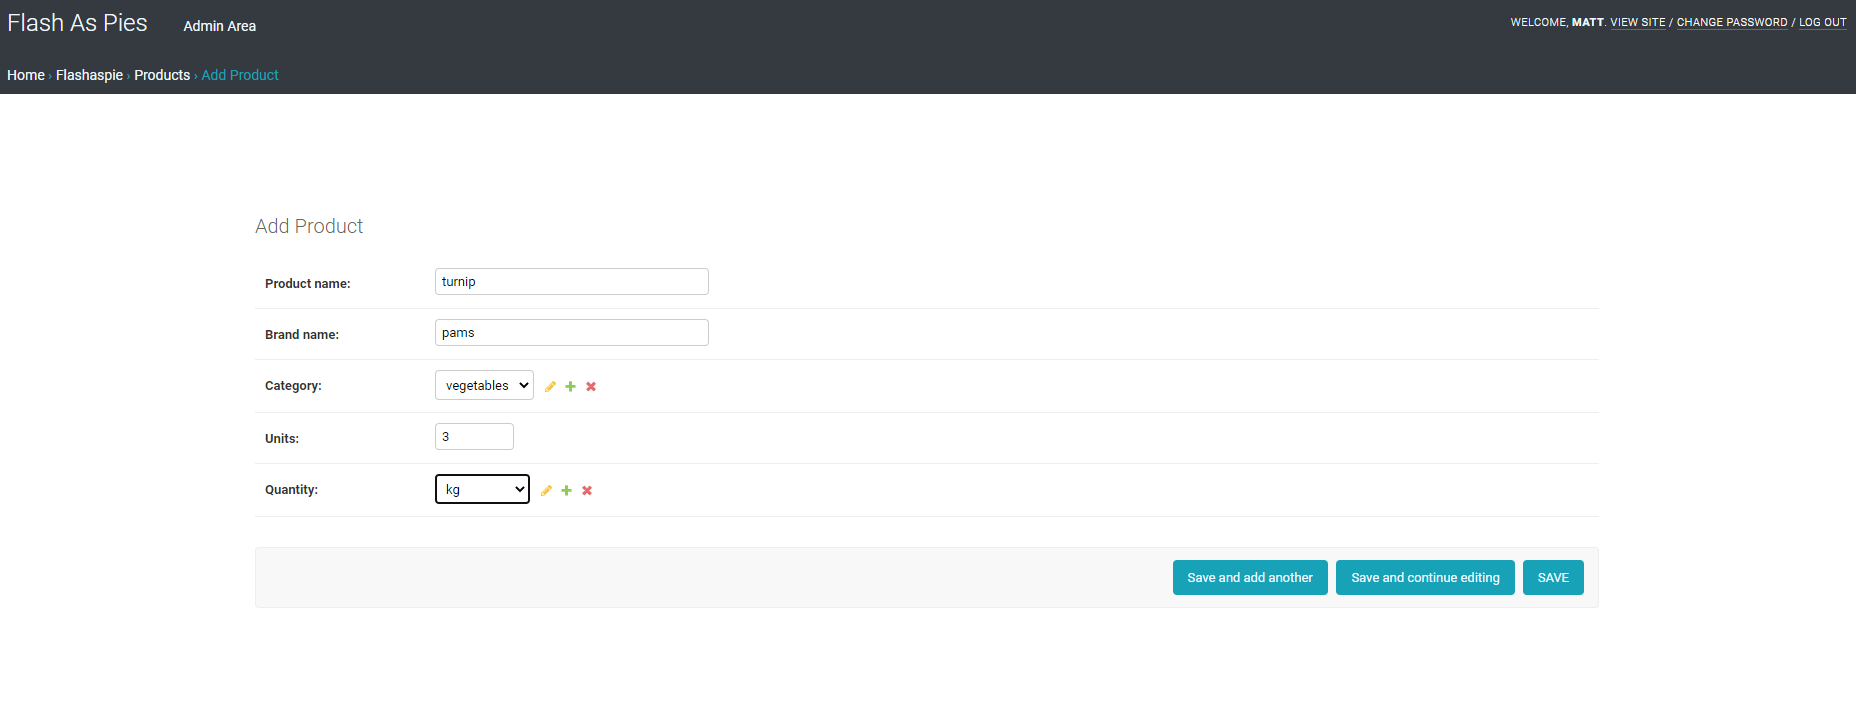 Flash As Pies Admin Area WELCOME, MATT. VIEW SITE / CHANGE PASSWORD / LOG OUT
Home › Flashaspie › Products › Add Product
Add Product
Product name: turnip
Brand name: pams
Category: vegetables
Units: 3
Quantity: kg
Save and add another Save and continue editing SAVE